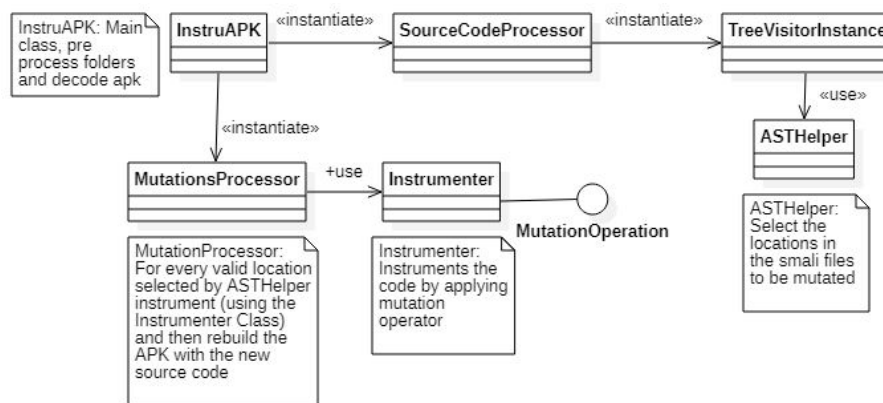 InstruAPK: Main
class, pre
process folders
and decode apk
InstruAPK
«instantiate»
SourceCodeProcessor
«instantiate»
TreeVisitorInstance
«use»
ASTHelper
«instantiate»
MutationsProcessor
+use
Instrumenter
MutationOperation
MutationProcessor:
For every valid location
selected by ASTHelper
instrument (using the
Instrumenter Class)
and then rebuild the
APK with the new
source code
Instrumenter:
Instruments the
code by applying
mutation
operator
ASTHelper:
Select the
locations in
the smali files
to be mutated